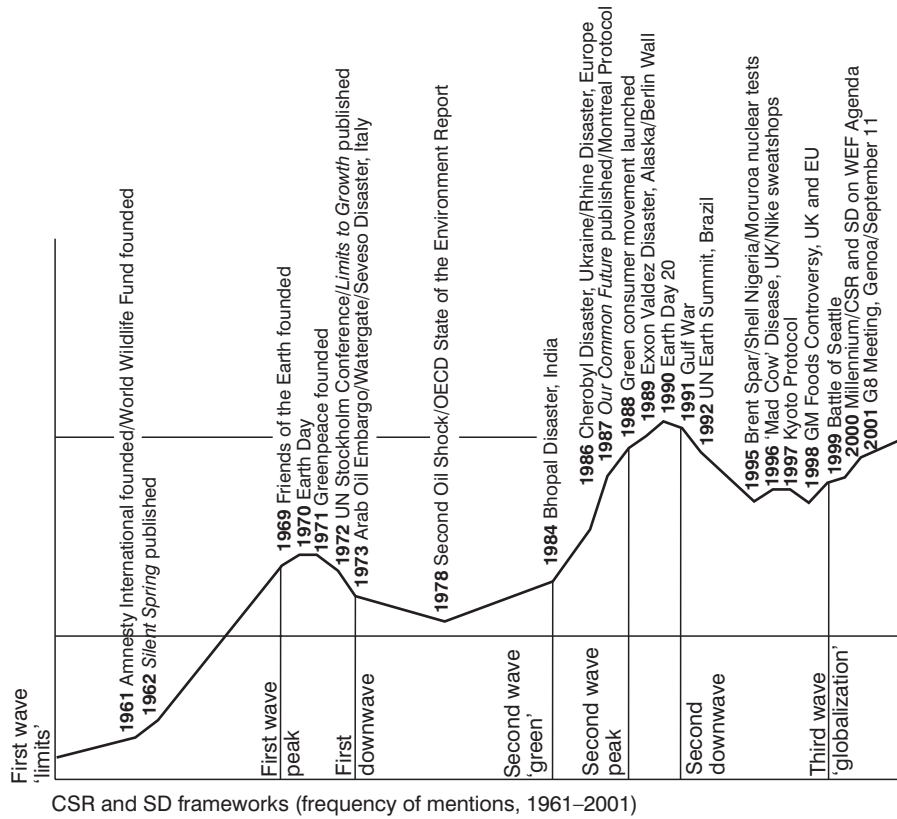 1961 Amnesty International founded/World Wildlife Fund founded
1962 Silent Spring published
1969 Friends of the Earth founded
1970 Earth Day
1971 Greenpeace founded
1972 UN Stockholm Conference/Limits to Growth published
1973 Arab Oil Embargo/Watergate/Seveso Disaster, Italy
1978 Second Oil Shock/OECD State of the Environment Report
1984 Bhopal Disaster, India
1986 Cherobyl Disaster, Ukraine/Rhine Disaster, Europe
1987 Our Common Future published/Montreal Protocol
1988 Green consumer movement launched
1989 Exxon Valdez Disaster, Alaska/Berlin Wall
1990 Earth Day 20
1991 Gulf War
1992 UN Earth Summit, Brazil
1995 Brent Spar/Shell Nigeria/Moruroa nuclear tests
1996 'Mad Cow' Disease, UK/Nike sweatshops
1997 Kyoto Protocol
1998 GM Foods Controversy, UK and EU
1999 Battle of Seattle
2000 Millennium/CSR and SD on WEF Agenda
2001 G8 Meeting, Genoa/September 11
First wave
'limits'
First wave
peak
First
downwave
Second wave
'green'
Second wave
peak
Second
downwave
Third wave
'globalization'
CSR and SD frameworks (frequency of mentions, 1961–2001)